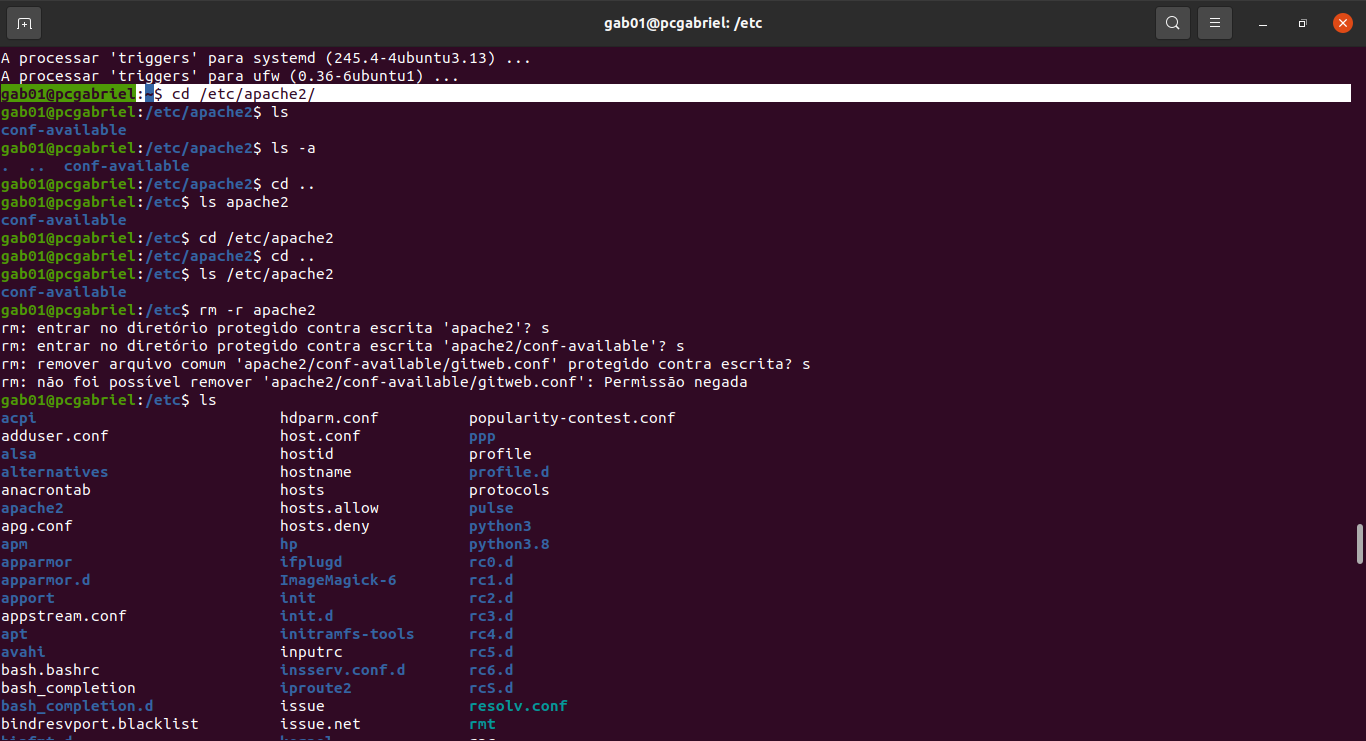 gab01@pcgabriel: /etc
A processar 'triggers' para systemd (245.4-4ubuntu3.13) ...
A processar 'triggers' para ufw (0.36-6ubuntu1) ...
gab01@pcgabriel:~$ cd /etc/apache2/
gab01@pcgabriel:/etc/apache2$ ls
conf-available
gab01@pcgabriel:/etc/apache2$ ls -a
.  ..  conf-available
gab01@pcgabriel:/etc/apache2$ cd ..
gab01@pcgabriel:/etc$ ls apache2
conf-available
gab01@pcgabriel:/etc$ cd /etc/apache2
gab01@pcgabriel:/etc/apache2$ cd ..
gab01@pcgabriel:/etc$ ls /etc/apache2
conf-available
gab01@pcgabriel:/etc$ rm -r apache2
rm: entrar no diretório protegido contra escrita 'apache2'? s
rm: entrar no diretório protegido contra escrita 'apache2/conf-available'? s
rm: remover arquivo comum 'apache2/conf-available/gitweb.conf' protegido contra escrita? s
rm: não foi possível remover 'apache2/conf-available/gitweb.conf': Permissão negada
gab01@pcgabriel:/etc$ ls
acpi hdparm.conf popularity-contest.conf
adduser.conf host.conf ppp
alsa hostid profile
alternatives hostname profile.d
anacrontab hosts protocols
apache2 hosts.allow pulse
apg.conf hosts.deny python3
apm hp python3.8
apparmor ifplugd rc0.d
apparmor.d ImageMagick-6 rc1.d
apport init rc2.d
appstream.conf init.d rc3.d
apt initramfs-tools rc4.d
avahi inputrc rc5.d
bash.bashrc insserv.conf.d rc6.d
bash_completion iproute2 rcS.d
bash_completion.d issue resolv.conf
bindresvport.blacklist issue.net rmt